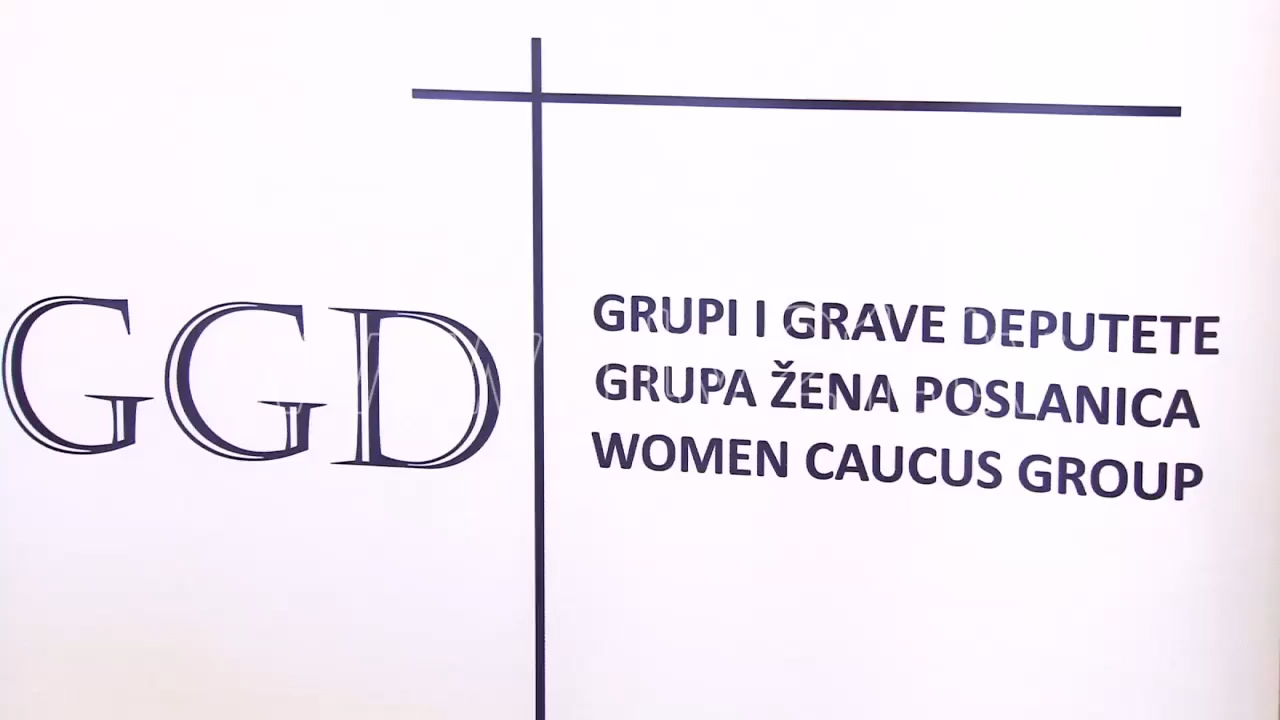 GGD
GRUPI I GRAVE DEPUTETE
GRUPA ŽENA POSLANICA
WOMEN CAUCUS GROUP